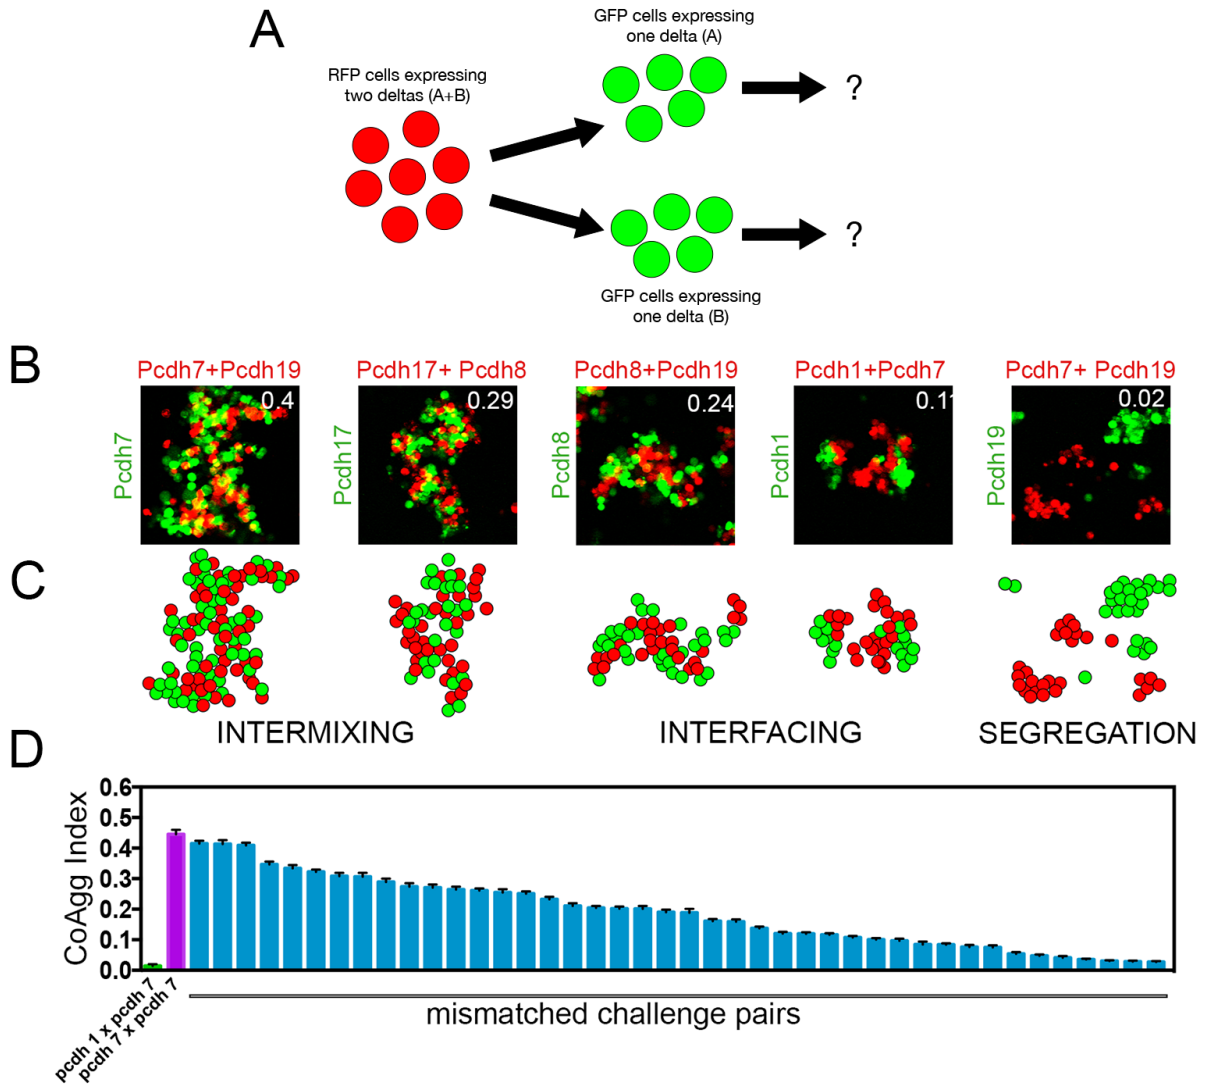 A
RFP cells expressing
two deltas (A+B)
GFP cells expressing
one delta (A)
?
?
GFP cells expressing
one delta (B)
B
Pcdh7+Pcdh19
Pcdh17+ Pcdh8
Pcdh8+Pcdh19
Pcdh1+Pcdh7
Pcdh7+ Pcdh19
Pcdh7
0.4
Pcdh17
0.29
Pcdh8
0.24
Pcdh1
0.11
Pcdh19
0.02
C
INTERMIXING
INTERFACING
SEGREGATION
D
CoAgg Index
0.6
0.5
0.4
0.3
0.2
0.1
0.0
pcdh 1 x pcdh 7
pcdh 7 x pcdh 7
mismatched challenge pairs